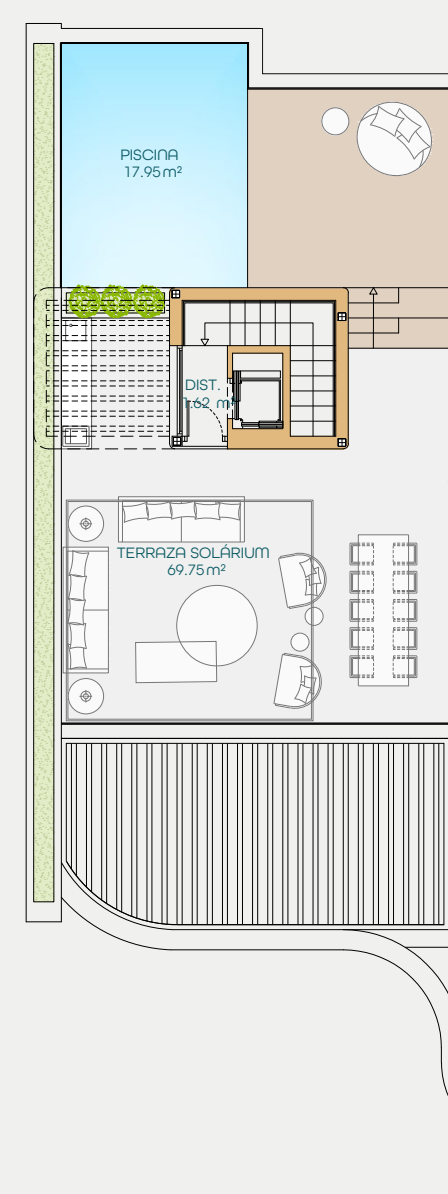 PISCINA
17.95 m²
DIST.
1.62 m²
TERRAZA SOLÁRIUM
69.75 m²